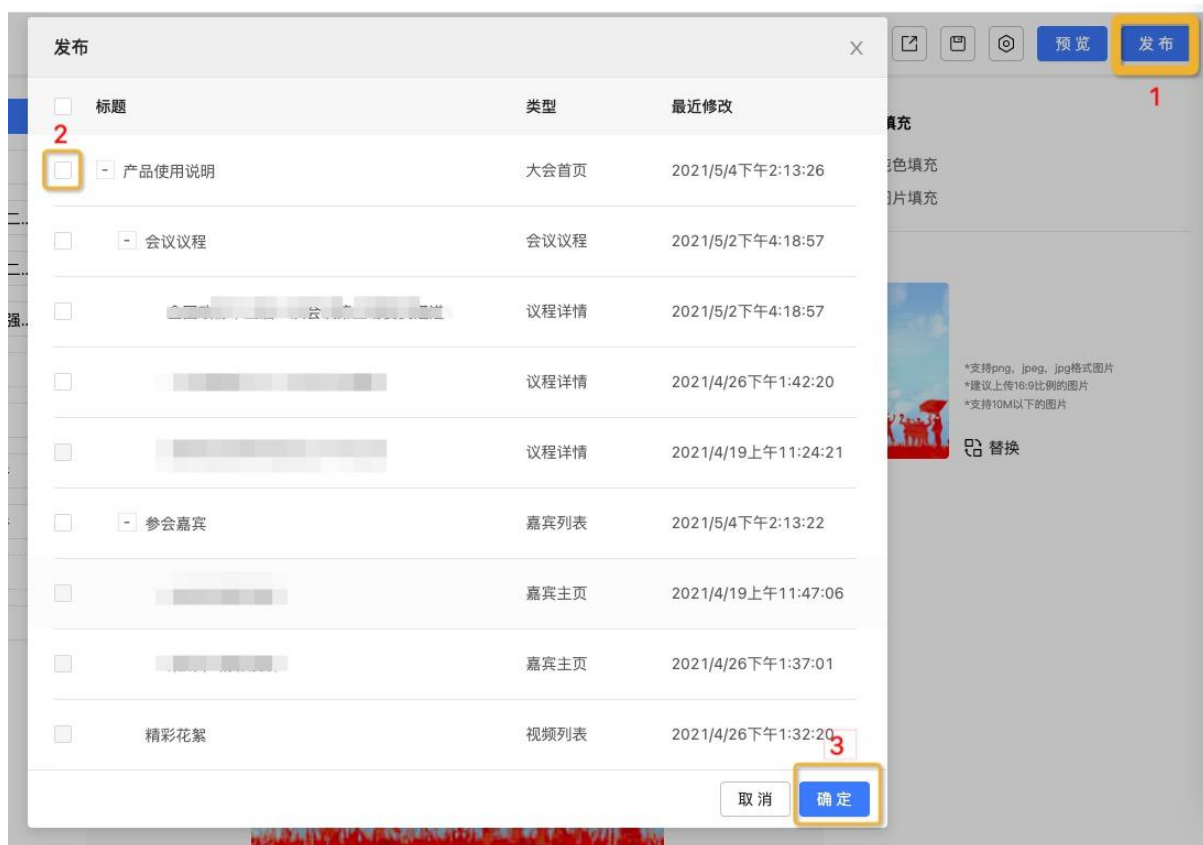 发布
预 览
发 布
1
标题 类型 最近修改
2
填充
- 产品使用说明 大会首页 2021/5/4下午2:13:26
色填充
片填充
二...
- 会议议程 会议议程 2021/5/2下午4:18:57
二...
议程详情 2021/5/2下午4:18:57
强...
*支持png，jpeg，jpg格式图片
议程详情 2021/4/26下午1:42:20
*建议上传16:9比例的图片
*支持10M以下的图片
议程详情 2021/4/19上午11:24:21
替换
- 参会嘉宾 嘉宾列表 2021/5/4下午2:13:22
嘉宾主页 2021/4/19上午11:47:06
嘉宾主页 2021/4/26下午1:37:01
精彩花絮 视频列表 2021/4/26下午1:32:20
3
取 消
确 定